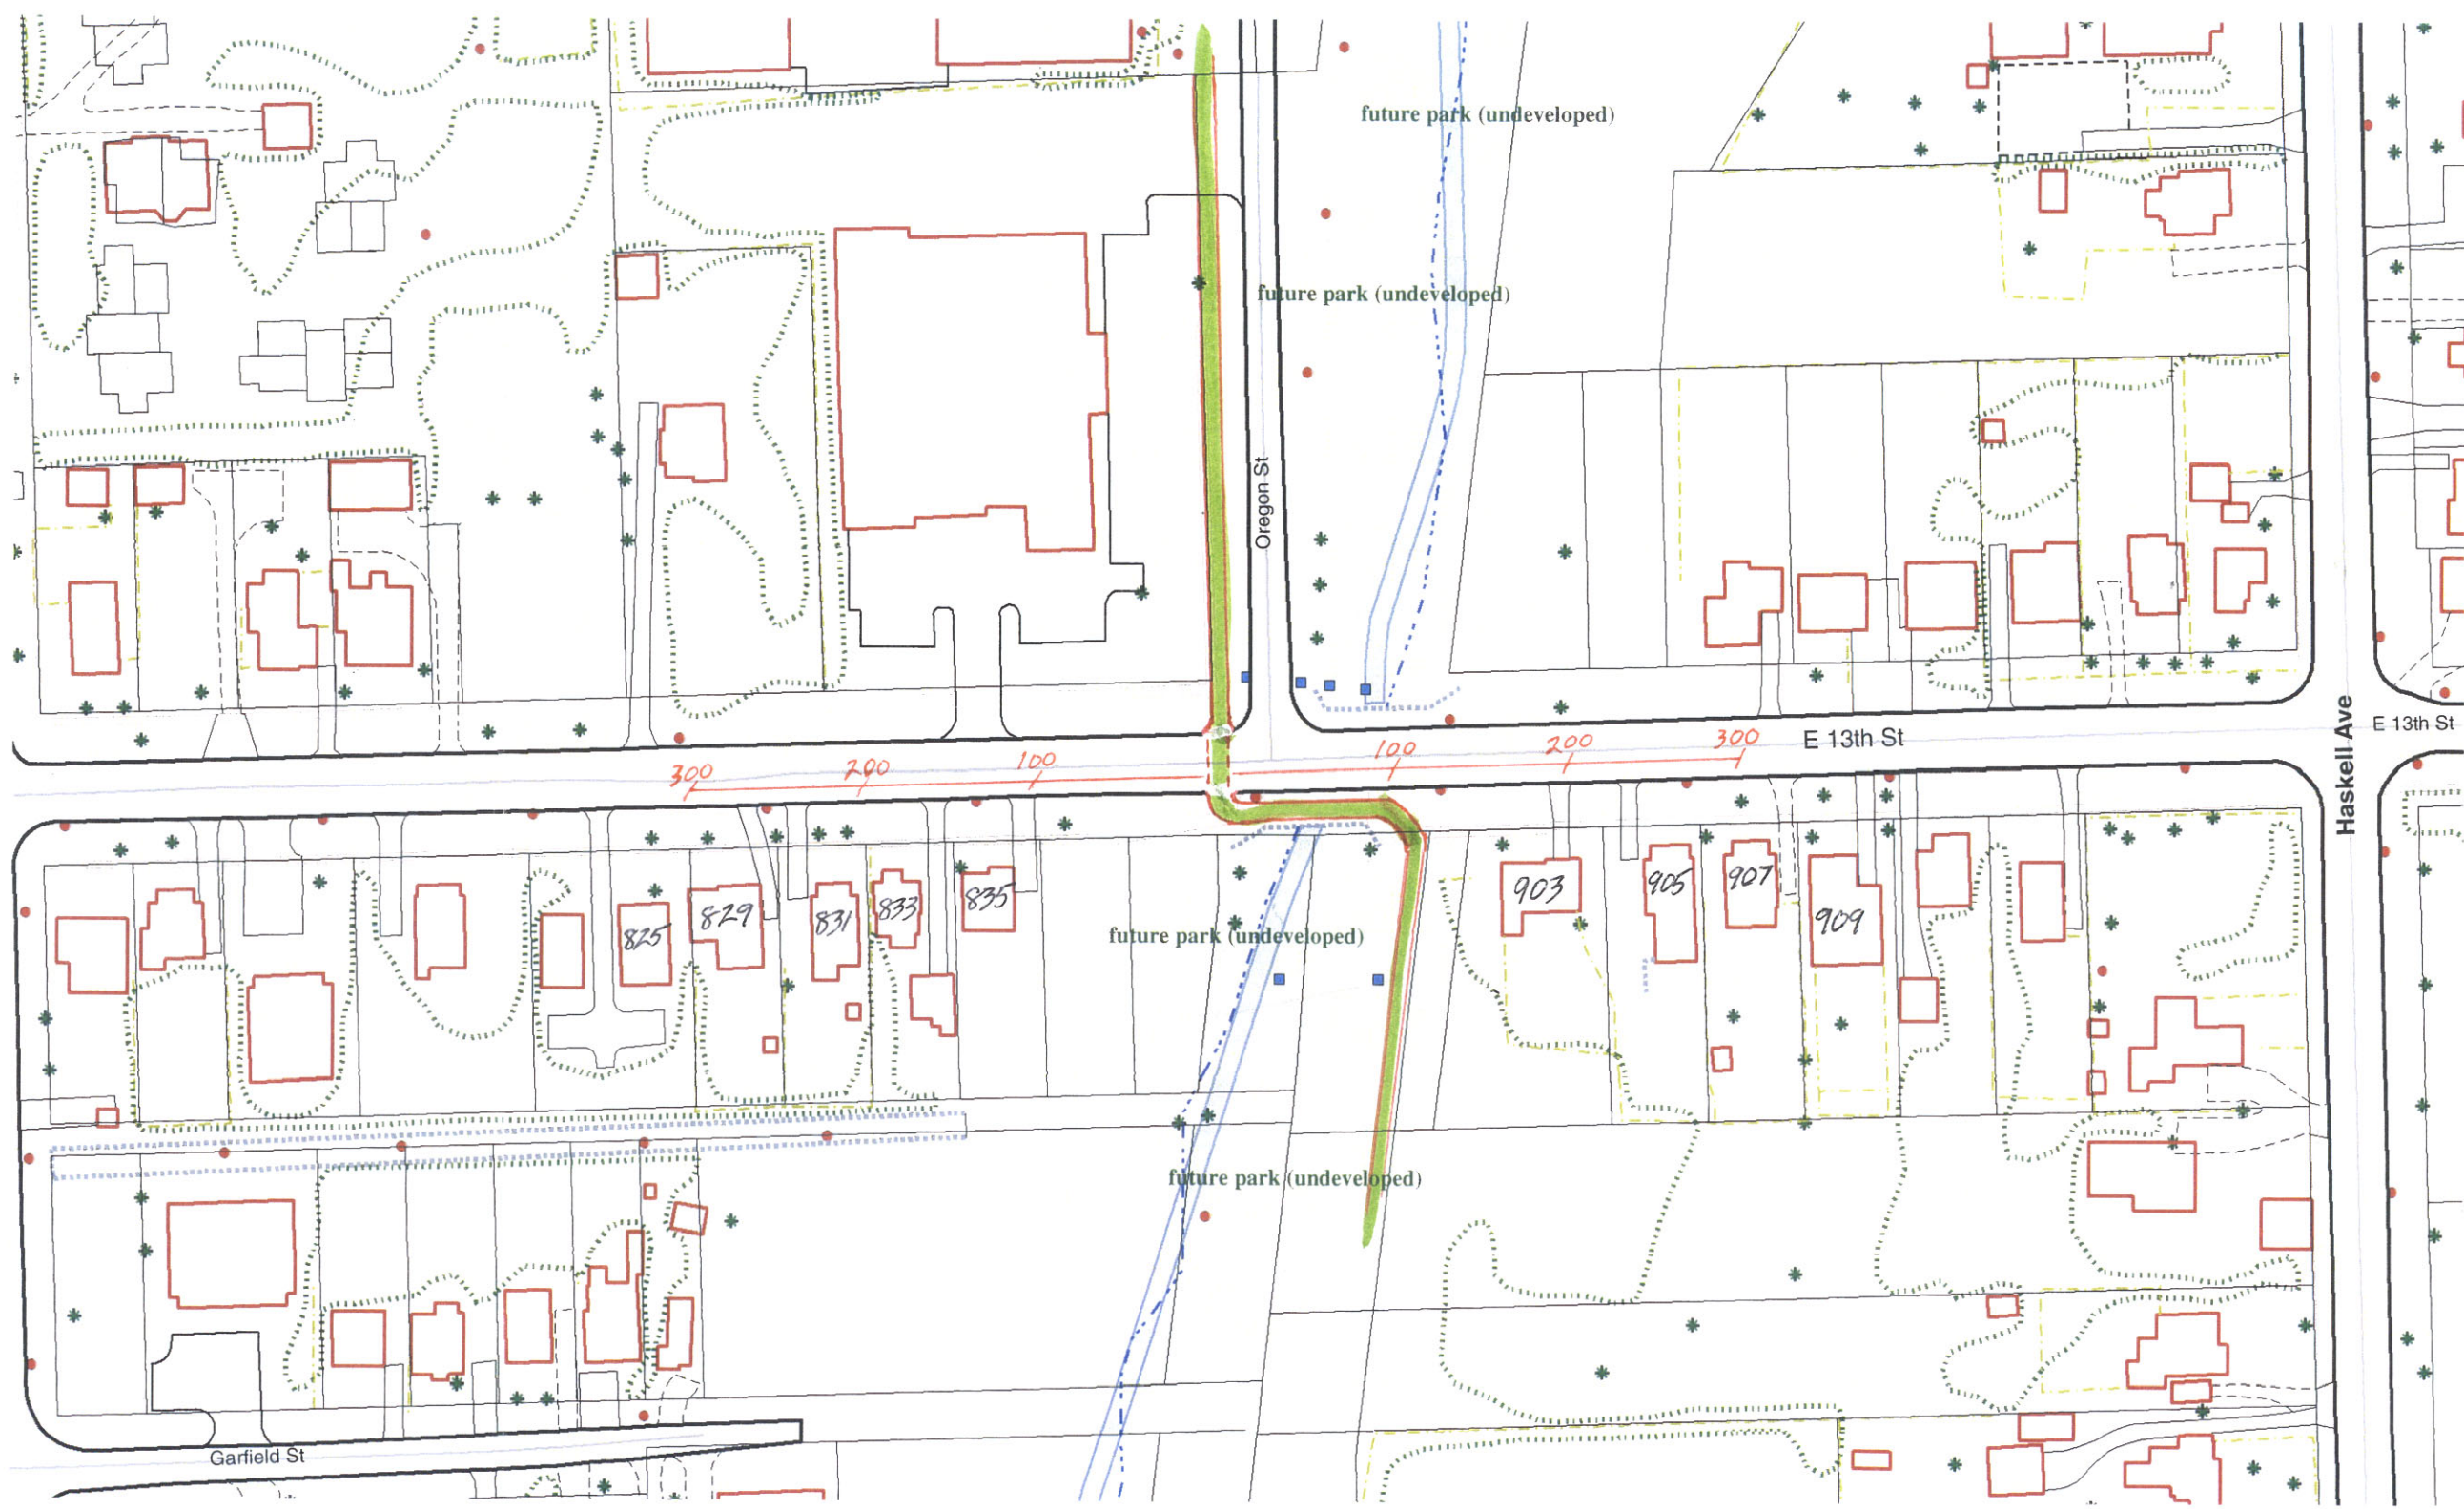 future park (undeveloped)
future park (undeveloped)
Oregon St
Haskell Ave
E 13th St
E 13th St
300
200
100
100
200
300
825
829
831
833
835
903
905
907
909
future park (undeveloped)
future park (undeveloped)
Garfield St